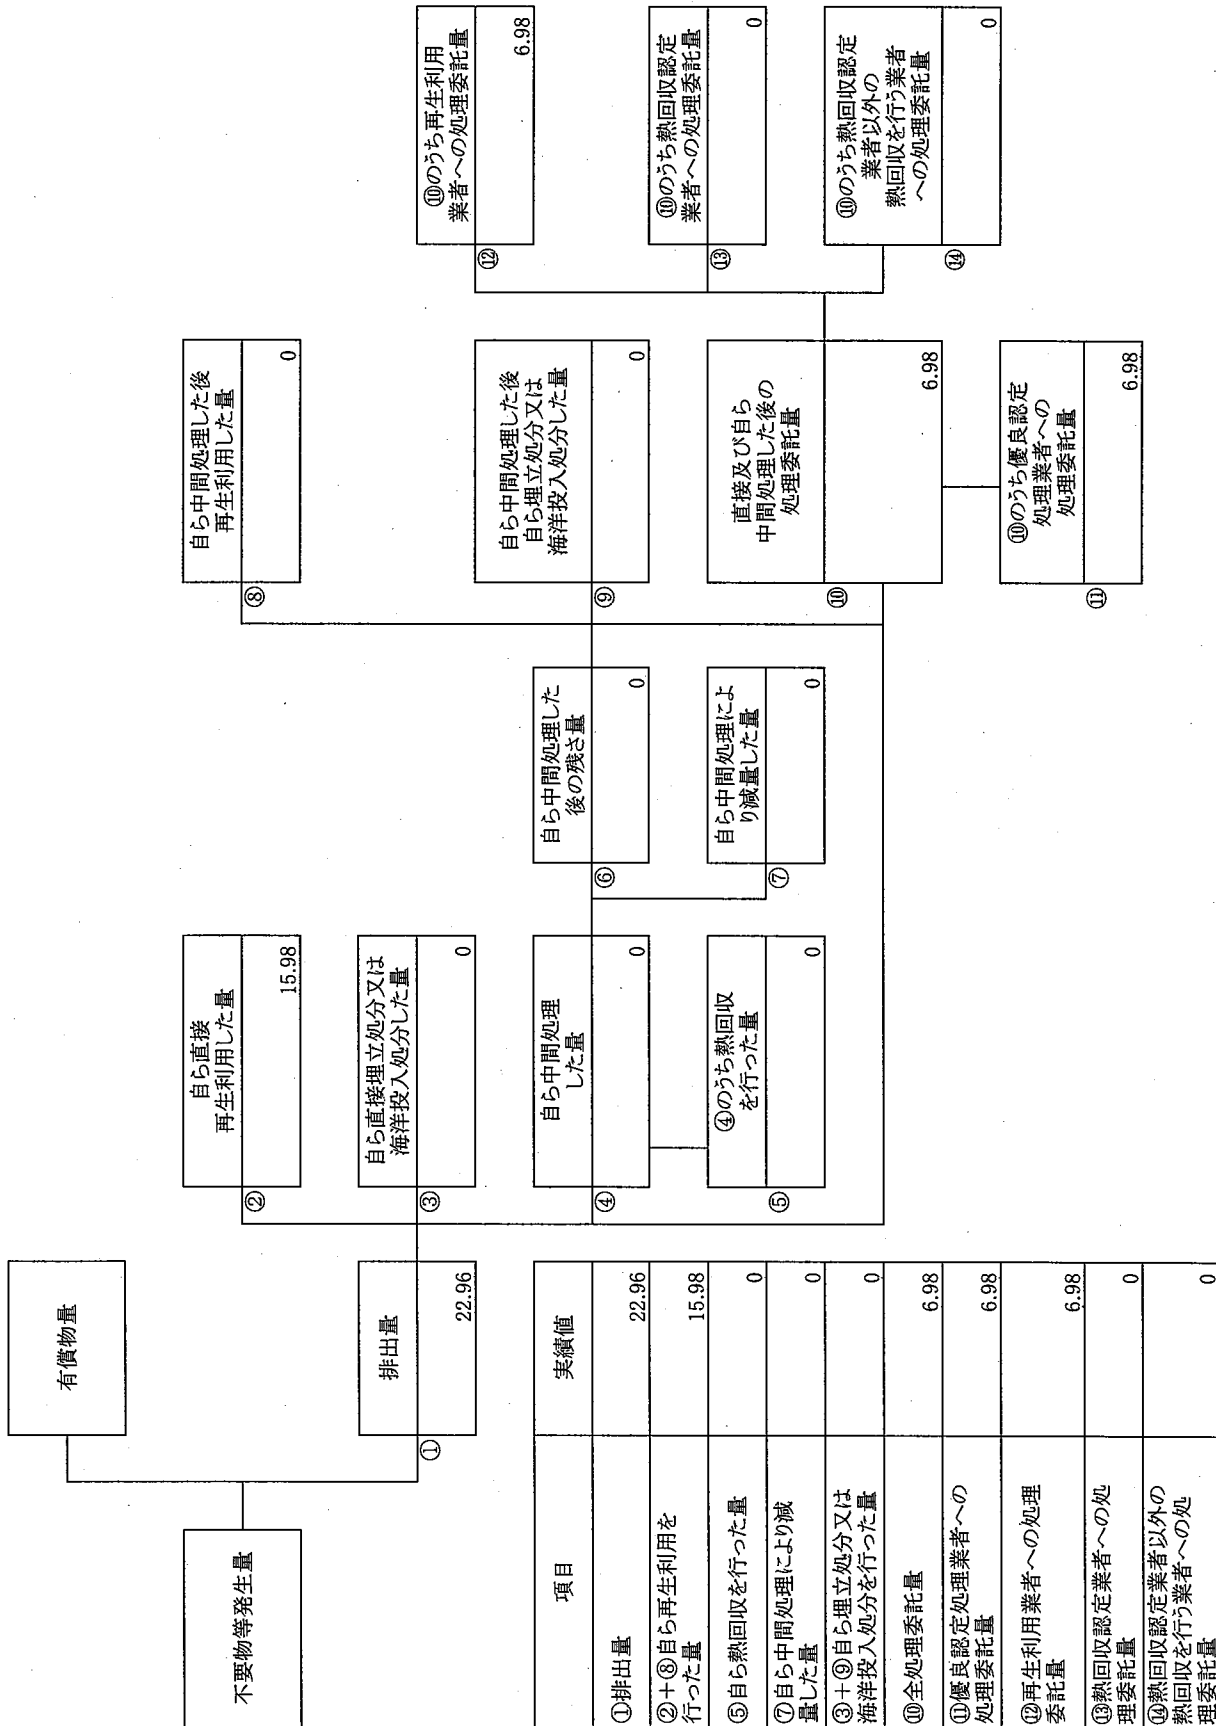 不要物等発生量
有償物量
①
排出量
22.96
②
自ら直接
再生利用した量
15.98
③
自ら直接埋立処分又は
海洋投入処分した量
0
④
自ら中間処理
した量
0
⑤
④のうち熱回収
を行った量
0
⑥
自ら中間処理した
後の残さ量
0
⑦
自ら中間処理によ
り減量した量
0
⑧
自ら中間処理した後
再生利用した量
0
⑨
自ら中間処理した後
自ら埋立処分又は
海洋投入処分した量
0
⑩
直接及び自ら
中間処理した後の
処理委託量
6.98
⑪
⑩のうち優良認定
処理業者への
処理委託量
6.98
⑫
⑩のうち再生利用
業者への処理委託量
6.98
⑬
⑩のうち熱回収認定
業者への処理委託量
0
⑭
⑩のうち熱回収認定
業者以外の
熱回収を行う業者
への処理委託量
0
項目 実績値
①排出量 22.96
②+⑧自ら再生利用を
行った量 15.98
⑤自ら熱回収を行った量 0
⑦自ら中間処理により減
量した量 0
③+⑨自ら埋立処分又は
海洋投入処分を行った量 0
⑩全処理委託量 6.98
⑪優良認定処理業者への
処理委託量 6.98
⑫再生利用業者への処理
委託量 6.98
⑬熱回収認定業者への処
理委託量 0
⑭熱回収認定業者以外の
熱回収を行う業者への処
理委託量 0